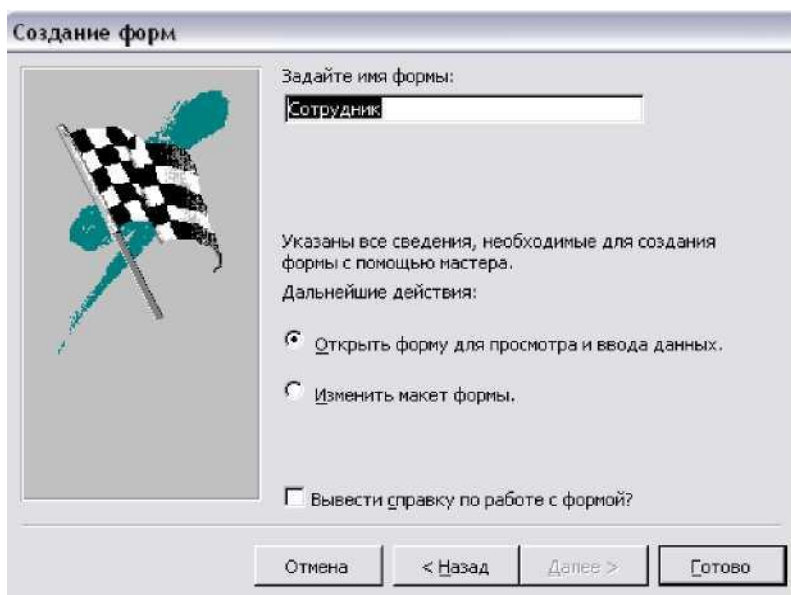 Создание форм
Задайте имя формы:
Сотрудник
Указаны все сведения, необходимые для создания
формы с помощью мастера.
Дальнейшие действия:
Открыть форму для просмотра и ввода данных.
Изменить макет формы.
Вывести справку по работе с формой?
Отмена
< Назад
Далее >
Готово